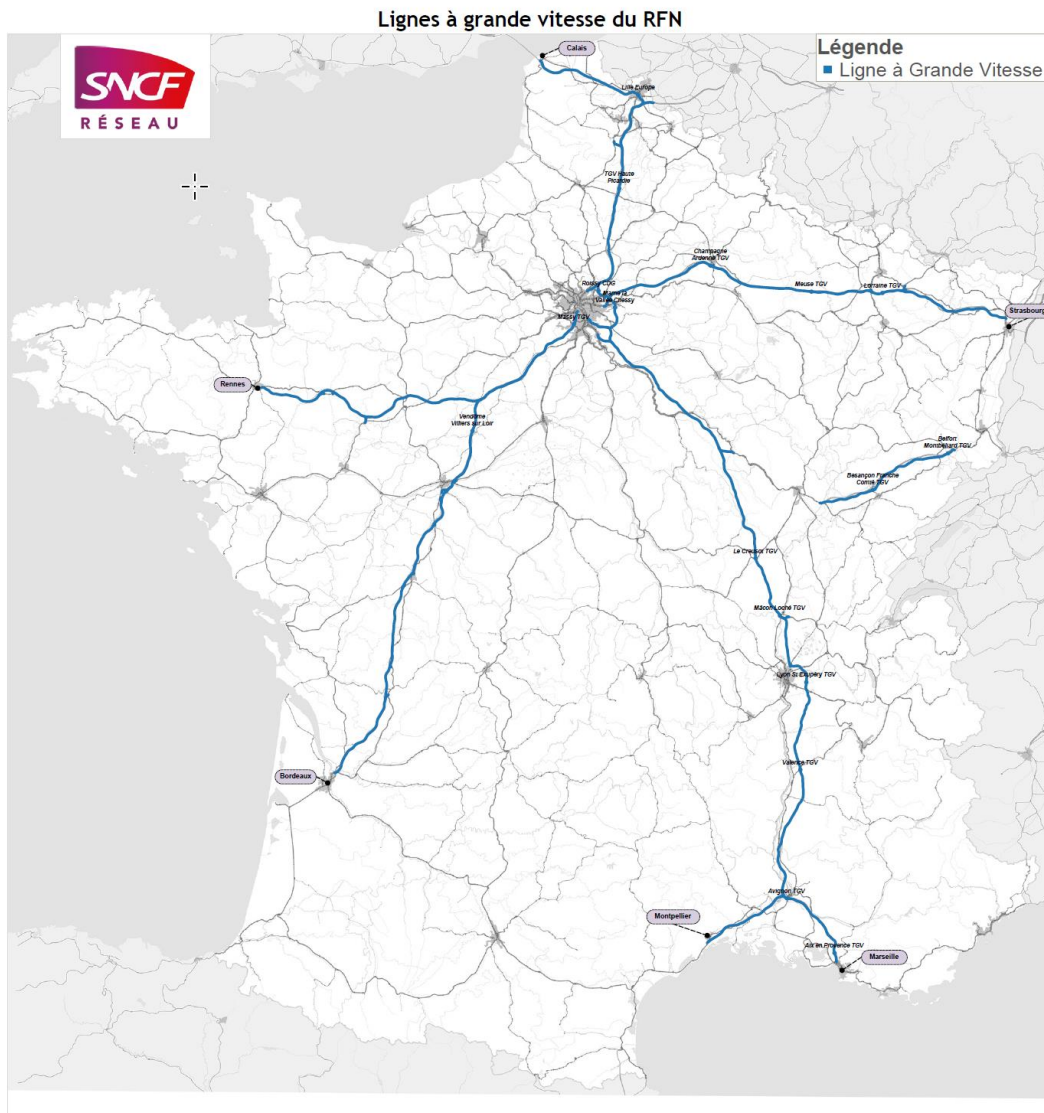 Lignes à grande vitesse du RFN
SNCF
RÉSEAU
Légende
Ligne à Grande Vitesse
Calais
Lille Europe
TGV Haute
Picardie
Champagne
Ardenne TGV
Roissy CDG
Marne la
Vallée Chessy
Meuse TGV
Lorraine TGV
Strasbourg
Massy TGV
Rennes
Vendôme
Villiers sur Loir
Belfort
Montbéliard TGV
Besançon Franche
Comté TGV
Le Creusot TGV
Mâcon Loché TGV
Lyon St Exupéry TGV
Valence TGV
Bordeaux
Avignon TGV
Montpellier
Aix en Provence TGV
Marseille